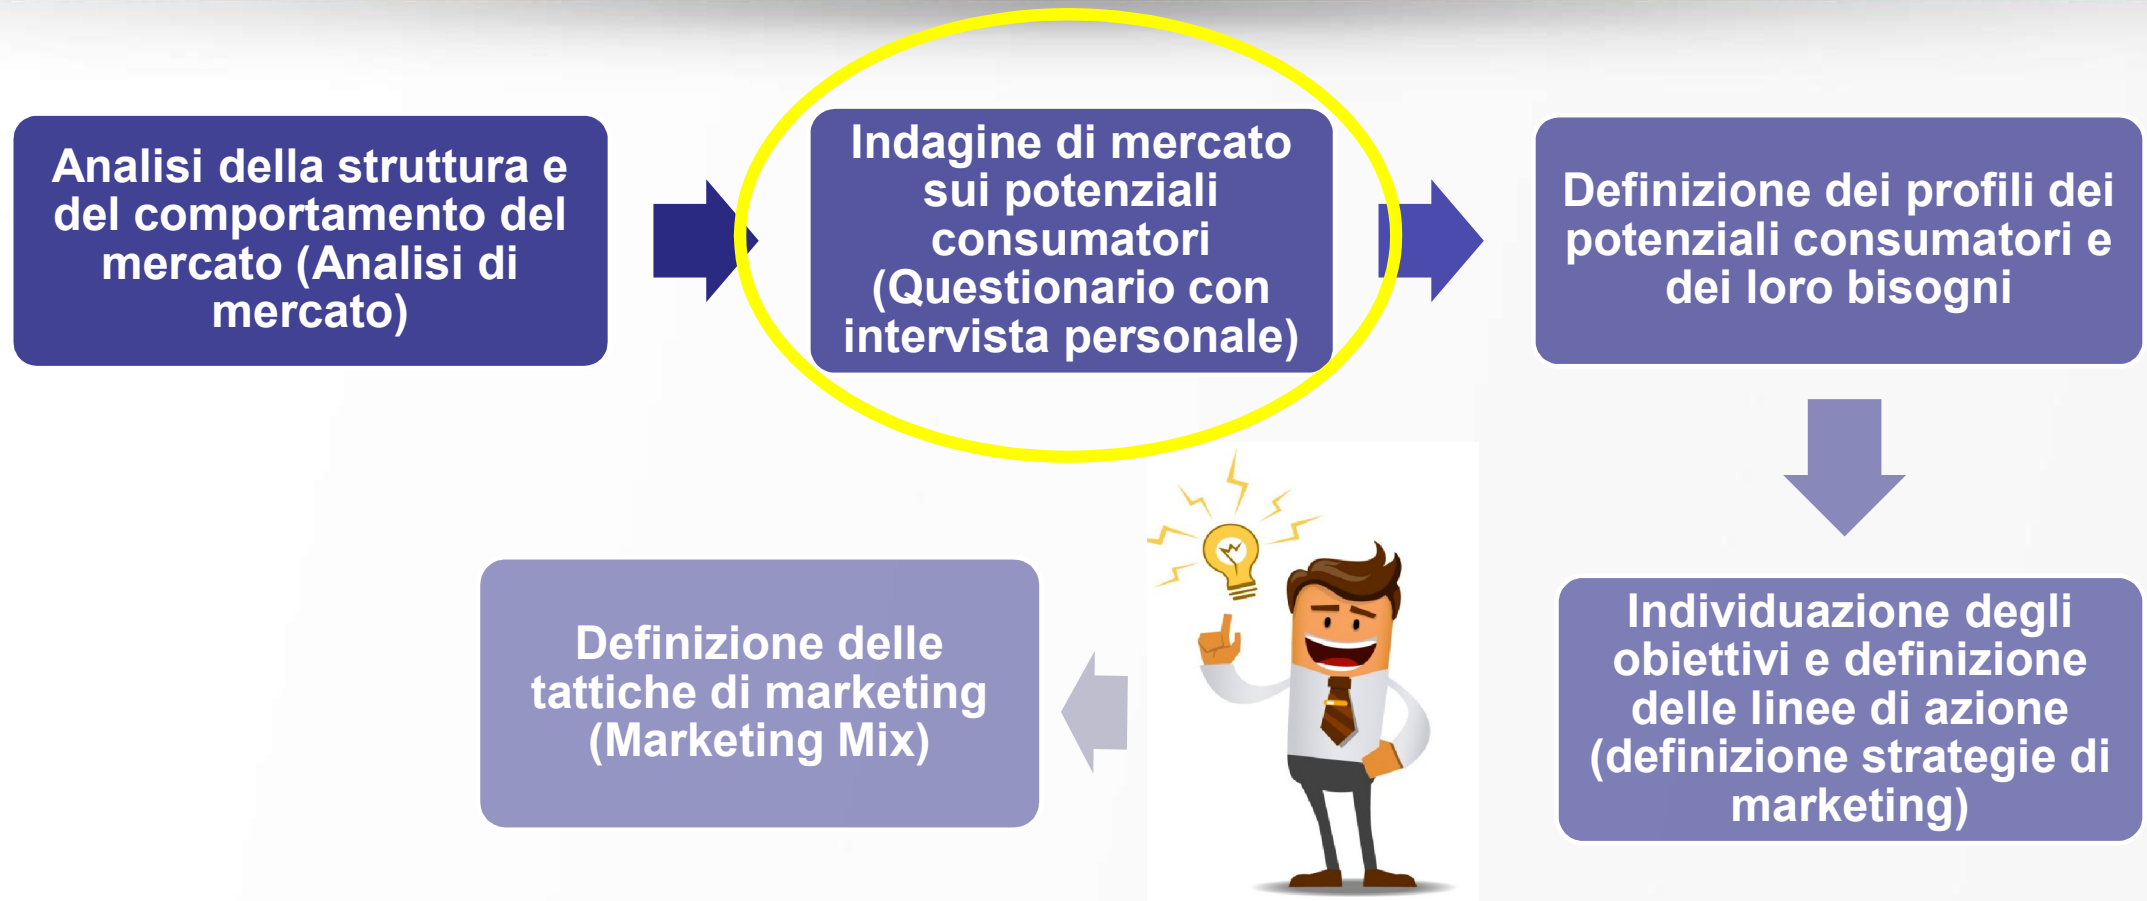 Analisi della struttura e
del comportamento del
mercato (Analisi di
mercato)
Indagine di mercato
sui potenziali
consumatori
(Questionario con
intervista personale)
Definizione dei profili dei
potenziali consumatori e
dei loro bisogni
Individuazione degli
obiettivi e definizione
delle linee di azione
(definizione strategie di
marketing)
Definizione delle
tattiche di marketing
(Marketing Mix)